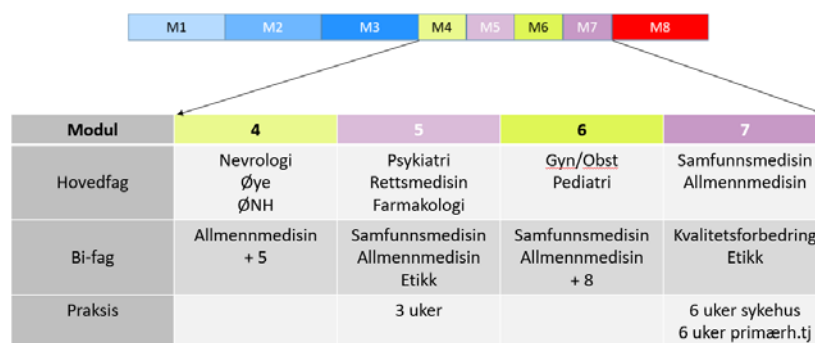 M1 M2 M3 M4 M5 M6 M7 M8
Modul 4 5 6 7
Hovedfag
Nevrologi
Øye
ØNH
Psykiatri
Rettsmedisin
Farmakologi
Gyn/Obst
Pediatri
Samfunnsmedisin
Allmennmedisin
Bi-fag
Allmennmedisin
+ 5
Samfunnsmedisin
Allmennmedisin
Etikk
Samfunnsmedisin
Allmennmedisin
+ 8
Kvalitetsforbedring
Etikk
Praksis
3 uker
6 uker sykehus
6 uker primærh.tj